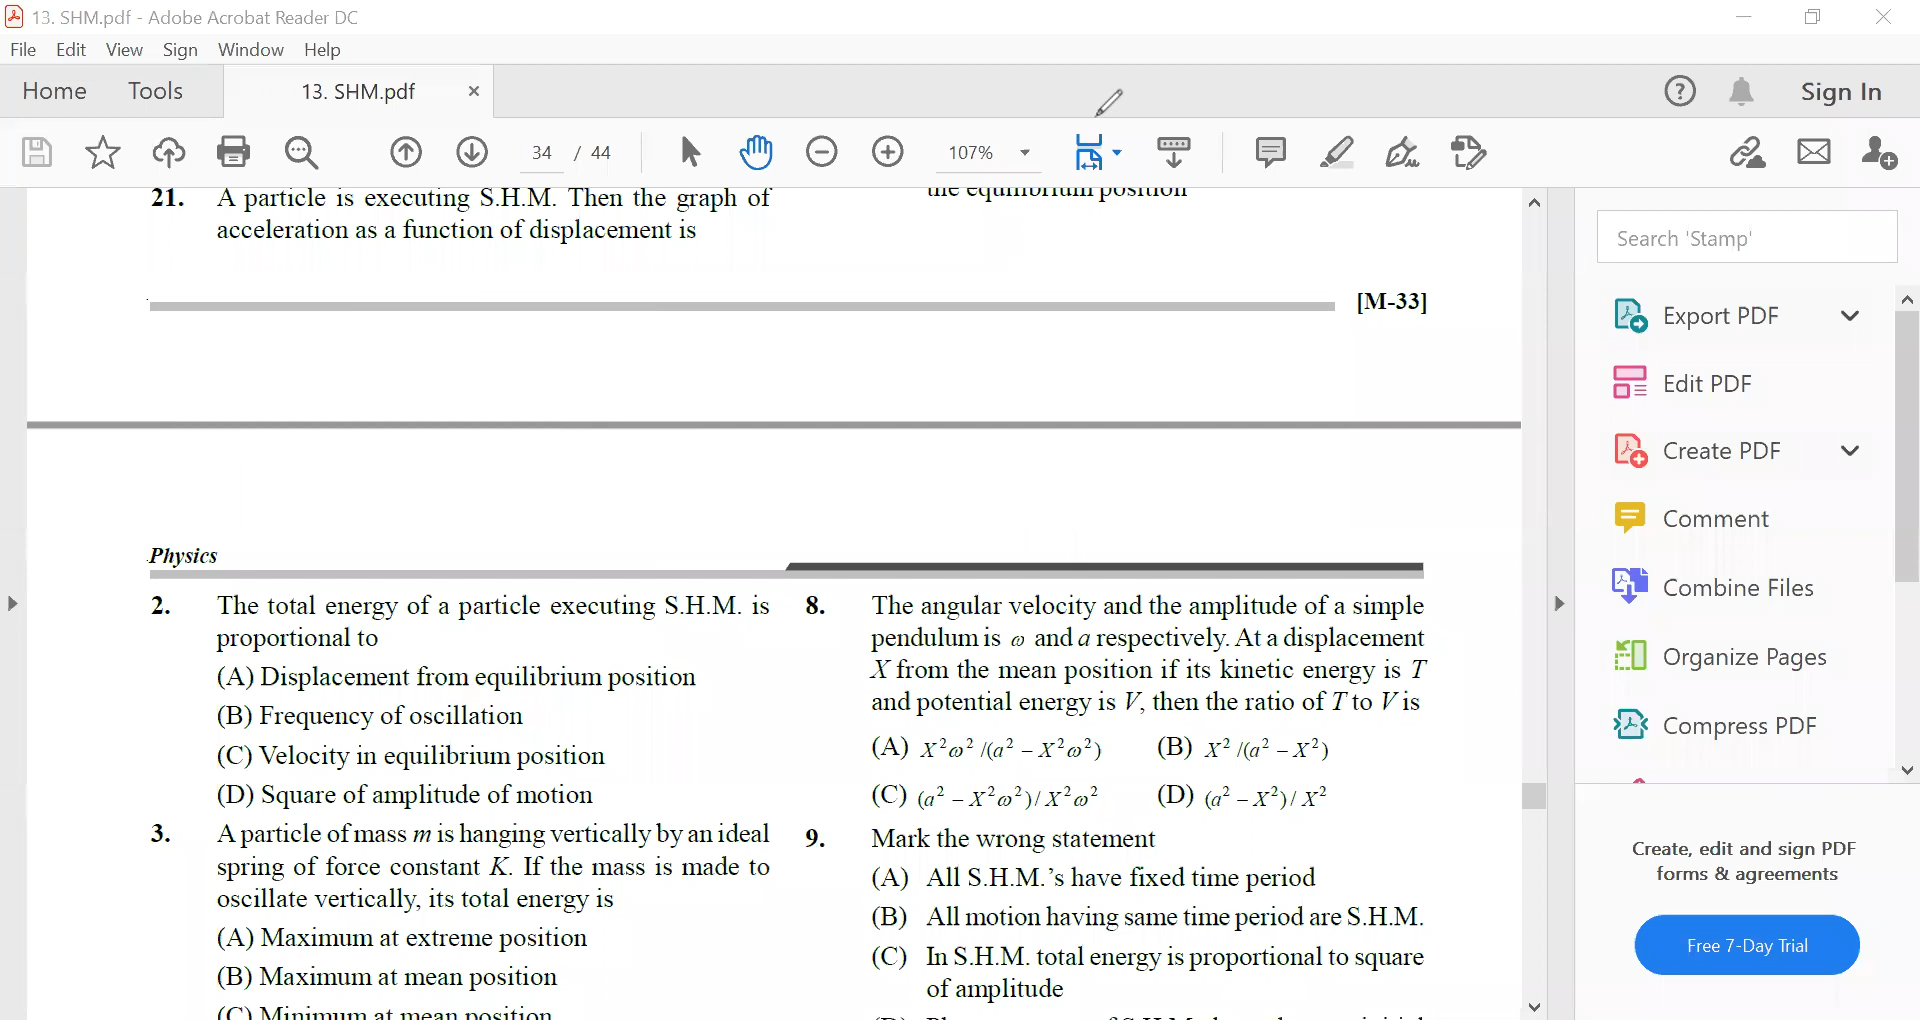 13. SHM.pdf - Adobe Acrobat Reader DC
File Edit View Sign Window Help
Home Tools 13. SHM.pdf × Sign In
34 / 44 107%
21. A particle is executing S.H.M. Then the graph of
acceleration as a function of displacement is
the equilibrium position
[M-33]
Physics
2. The total energy of a particle executing S.H.M. is
proportional to
(A) Displacement from equilibrium position
(B) Frequency of oscillation
(C) Velocity in equilibrium position
(D) Square of amplitude of motion
3. A particle of mass m is hanging vertically by an ideal
spring of force constant K. If the mass is made to
oscillate vertically, its total energy is
(A) Maximum at extreme position
(B) Maximum at mean position
(C) Minimum at mean position
8. The angular velocity and the amplitude of a simple
pendulum is ω and a respectively. At a displacement
X from the mean position if its kinetic energy is T
and potential energy is V, then the ratio of T to V is
(A) X²ω²/(a² − X²ω²) (B) X²/(a² − X²)
(C) (a² − X²ω²)/X²ω² (D) (a² − X²)/X²
9. Mark the wrong statement
(A) All S.H.M.'s have fixed time period
(B) All motion having same time period are S.H.M.
(C) In S.H.M. total energy is proportional to square
of amplitude
Search 'Stamp'
Export PDF
Edit PDF
Create PDF
Comment
Combine Files
Organize Pages
Compress PDF
Create, edit and sign PDF
forms & agreements
Free 7-Day Trial